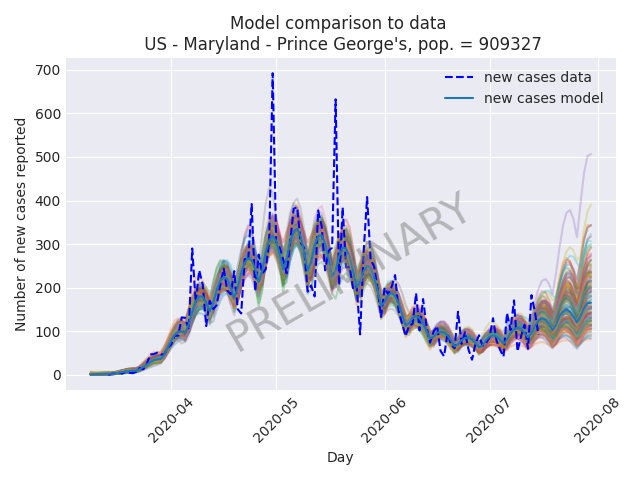 Model comparison to data
US - Maryland - Prince George's, pop. = 909327
700
600
500
400
300
200
100
0
Number of new cases reported
new cases data
new cases model
PRELIMINARY
2020-04
2020-05
2020-06
2020-07
2020-08
Day